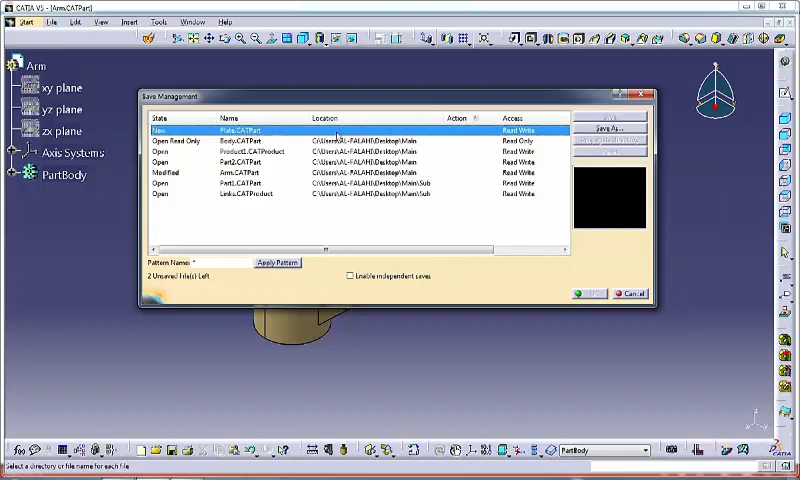 CATIA V5 - [Arm.CATPart]
Start File Edit View Insert Tools Window Help
Arm
xy plane
yz plane
zx plane
Axis Systems
PartBody
Save Management
State Name Location Action Access
New Plate.CATPart Read Write
Open Read Only Body.CATPart C:\Users\AL-FALAHI\Desktop\Main Read Only
Open Product1.CATProduct C:\Users\AL-FALAHI\Desktop\Main Read Write
Open Part2.CATPart C:\Users\AL-FALAHI\Desktop\Main Read Write
Modified Arm.CATPart C:\Users\AL-FALAHI\Desktop\Main Read Write
Open Part1.CATPart C:\Users\AL-FALAHI\Desktop\Main\Sub Read Write
Open Links.CATProduct C:\Users\AL-FALAHI\Desktop\Main\Sub Read Write
Save As...
Pattern Name: * Apply Pattern
2 Unsaved File(s) Left Enable independent saves
OK Cancel
PartBody
CATIA
Select a directory or file name for each file